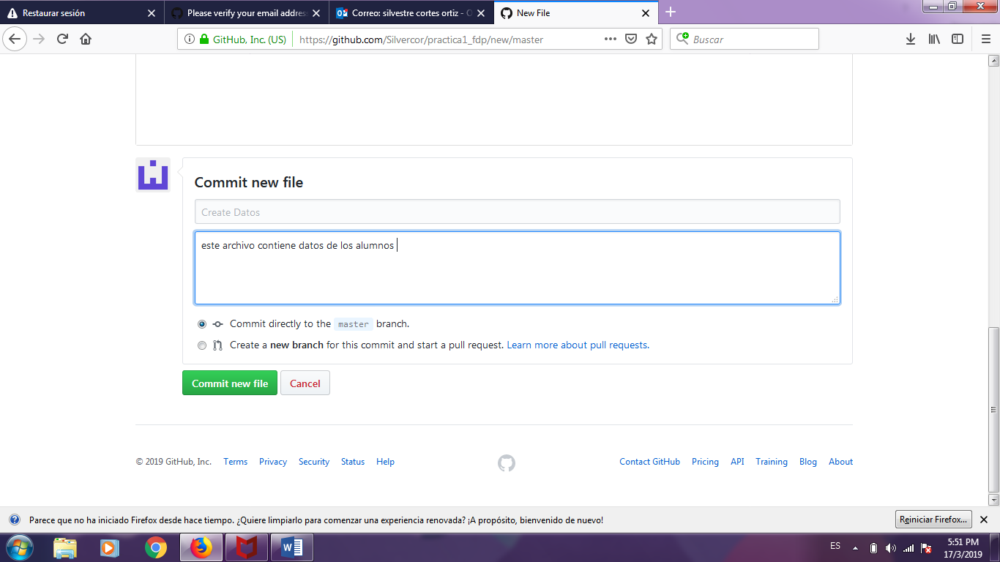 Restaurar sesión
Please verify your email addres
Correo: silvestre cortes ortiz - O
New File
GitHub, Inc. (US)
https://github.com/Silvercor/practica1_fdp/new/master
Buscar
Commit new file
Create Datos
este archivo contiene datos de los alumnos
Commit directly to the master branch.
Create a new branch for this commit and start a pull request. Learn more about pull requests.
Commit new file
Cancel
© 2019 GitHub, Inc. Terms Privacy Security Status Help
Contact GitHub Pricing API Training Blog About
Parece que no ha iniciado Firefox desde hace tiempo. ¿Quiere limpiarlo para comenzar una experiencia renovada? ¡A propósito, bienvenido de nuevo!
Reiniciar Firefox...
ES
5:51 PM
17/3/2019